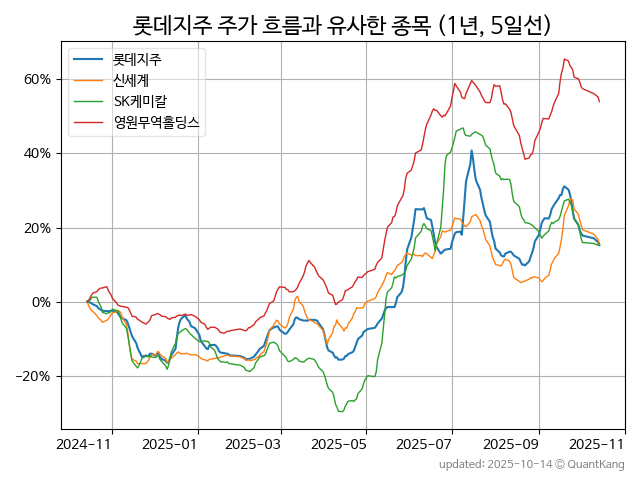 롯데지주 주가 흐름과 유사한 종목 (1년, 5일선)
롯데지주
신세계
SK케미칼
영원무역홀딩스
60%
40%
20%
0%
−20%
2024-11 2025-01 2025-03 2025-05 2025-07 2025-09 2025-11
updated: 2025-10-14 © QuantKang